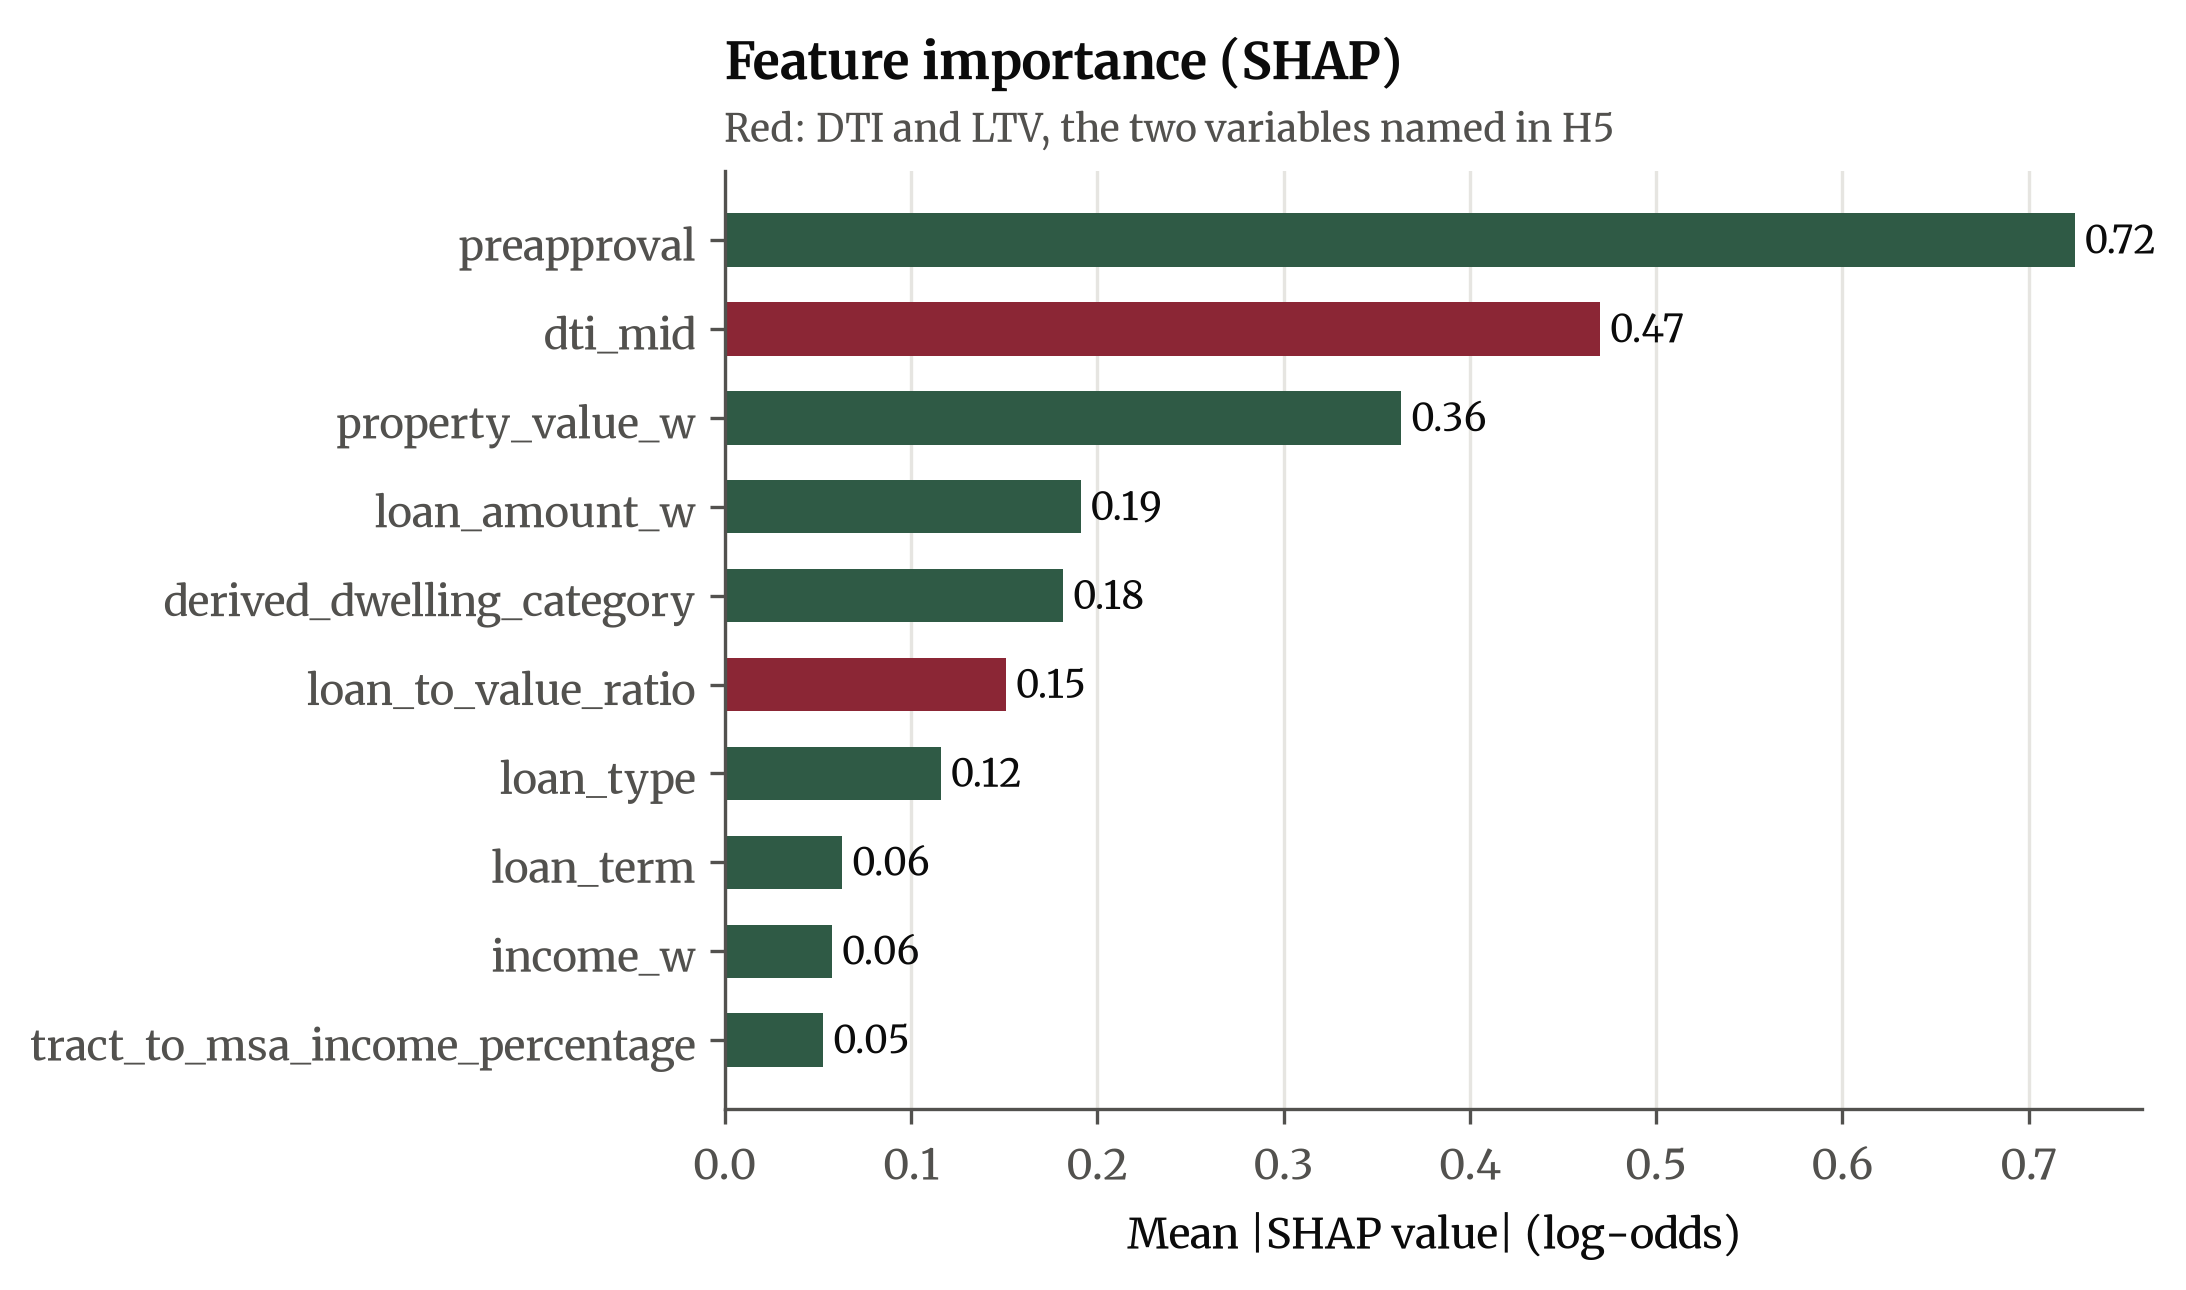 Feature importance (SHAP)
Red: DTI and LTV, the two variables named in H5
preapproval 0.72
dti_mid 0.47
property_value_w 0.36
loan_amount_w 0.19
derived_dwelling_category 0.18
loan_to_value_ratio 0.15
loan_type 0.12
loan_term 0.06
income_w 0.06
tract_to_msa_income_percentage 0.05
0.0 0.1 0.2 0.3 0.4 0.5 0.6 0.7
Mean |SHAP value| (log-odds)